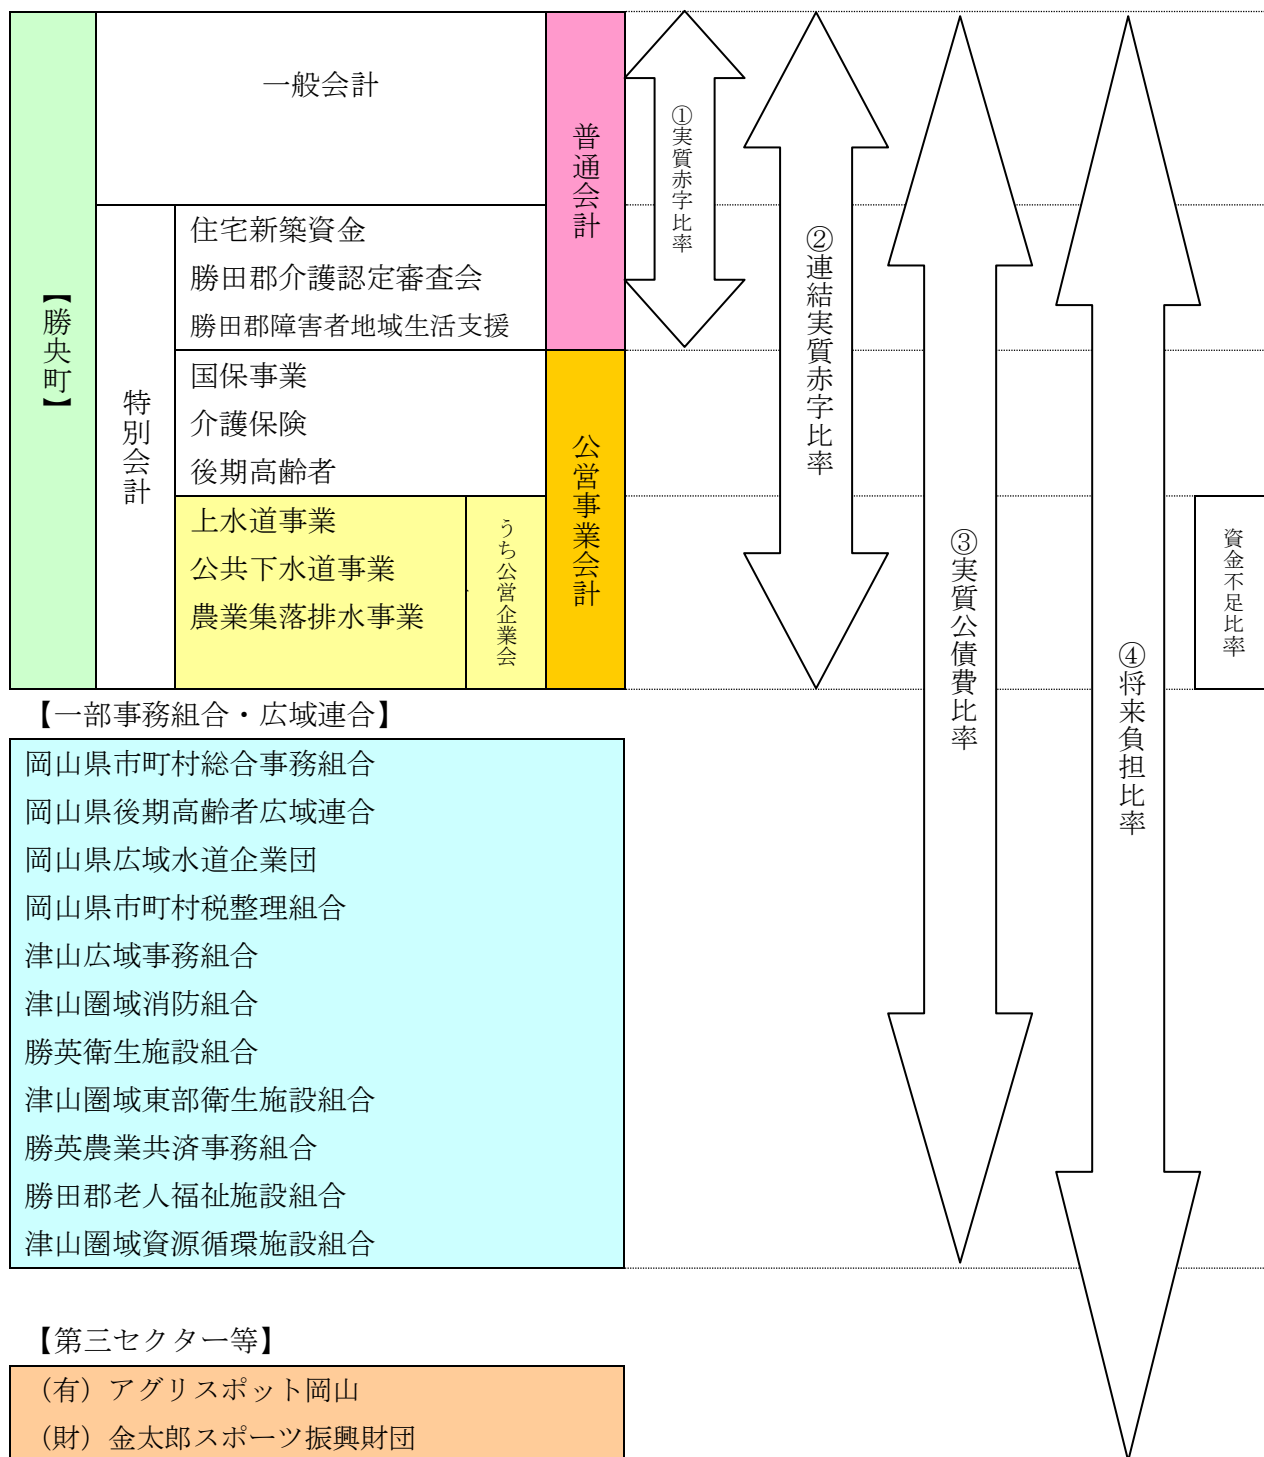 【勝央町】
一般会計
特別会計
住宅新築資金
勝田郡介護認定審査会
勝田郡障害者地域生活支援
国保事業
介護保険
後期高齢者
上水道事業
公共下水道事業
農業集落排水事業
うち公営企業会
普通会計
公営事業会計
①実質赤字比率
②連結実質赤字比率
③実質公債費比率
④将来負担比率
資金不足比率
【一部事務組合・広域連合】
岡山県市町村総合事務組合
岡山県後期高齢者広域連合
岡山県広域水道企業団
岡山県市町村税整理組合
津山広域事務組合
津山圏域消防組合
勝英衛生施設組合
津山圏域東部衛生施設組合
勝英農業共済事務組合
勝田郡老人福祉施設組合
津山圏域資源循環施設組合
【第三セクター等】
（有）アグリスポット岡山
（財）金太郎スポーツ振興財団